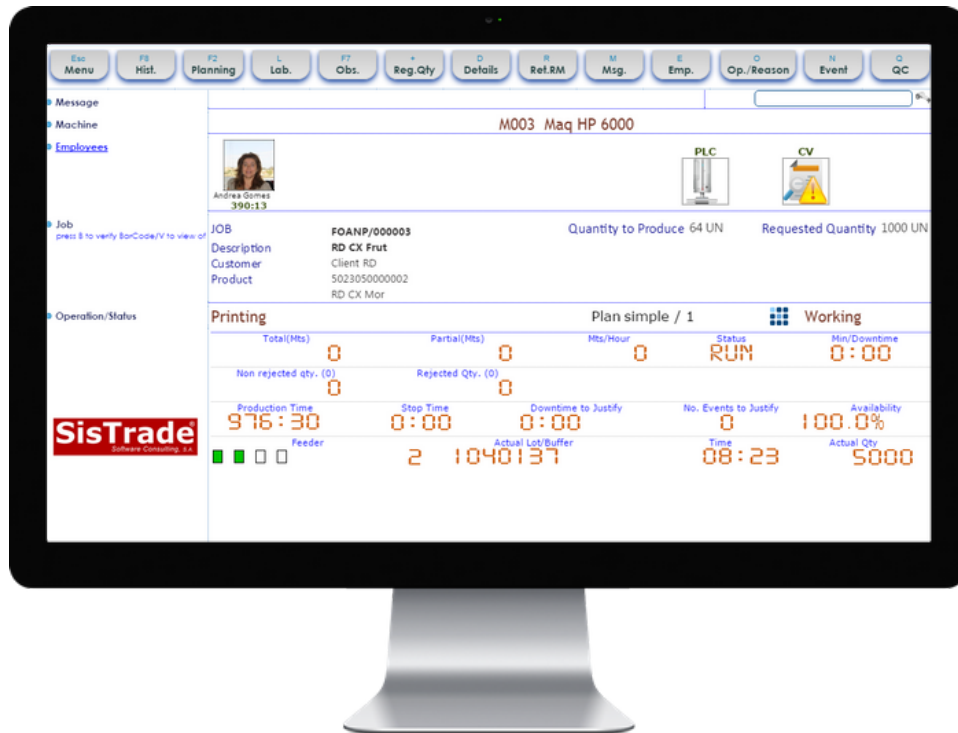 Esc F8 F2 L F7 + D R M E O N Q
Menu Hist. Planning Lab. Obs. Reg.Qty Details Ret.RM Msg. Emp. Op./Reason Event QC
Message
Machine
M003 Maq HP 6000
Employees
PLC CV
Andrea Gomes
390:13
Job
press B to verify BarCode/V to view of
JOB FOANP/000003 Quantity to Produce 64 UN Requested Quantity 1000 UN
Description RD CX Frut
Customer Client RD
Product 5023050000002
RD CX Mor
Operation/Status
Printing Plan simple / 1 Working
Total(Mts) Partial(Mts) Mts/Hour Status Min/Downtime
0 0 0 RUN 0:00
Non rejected qty. (0) Rejected Qty. (0)
0 0
Production Time Stop Time Downtime to Justify No. Events to Justify Availability
976:30 0:00 0:00 0 100.0%
Feeder Actual Lot/Buffer Time Actual Qty
2 1040137 08:23 5000
SisTrade
Software Consulting, S.A.